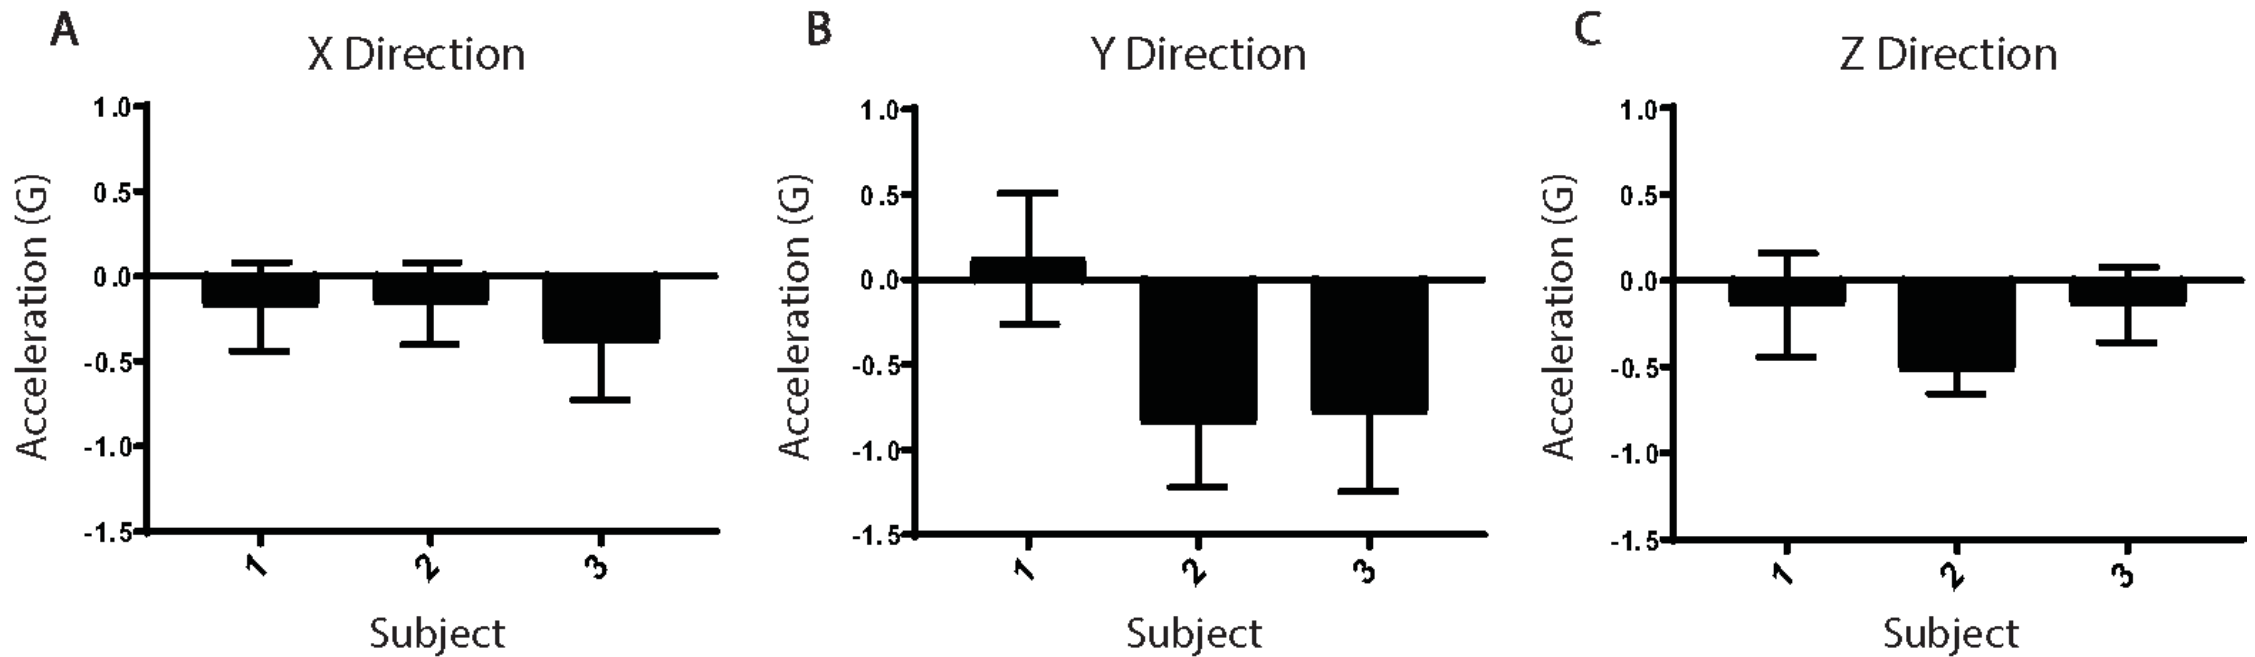 A
X Direction
Acceleration (G)
1.0
0.5
0.0
-0.5
-1.0
-1.5
1
2
3
Subject
B
Y Direction
Acceleration (G)
1.0
0.5
0.0
-0.5
-1.0
-1.5
1
2
3
Subject
C
Z Direction
Acceleration (G)
1.0
0.5
0.0
-0.5
-1.0
-1.5
1
2
3
Subject